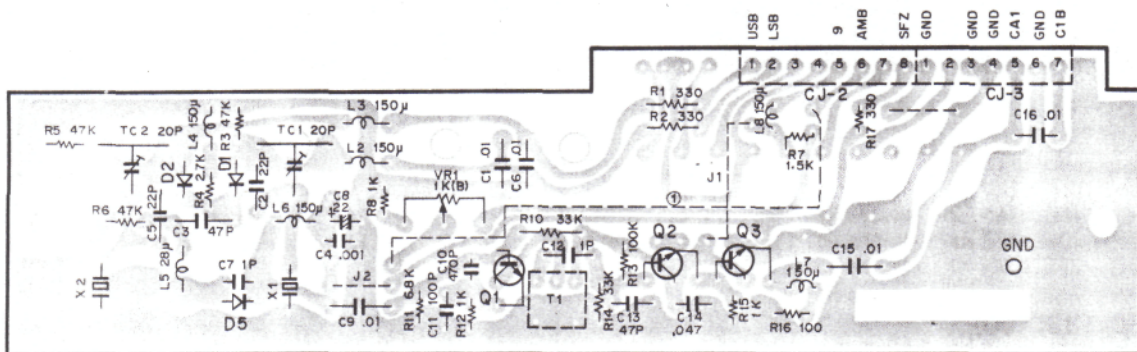 USB
LSB
9
AMB
SFZ
GND
GND
GND
CA1
GND
C1B
1 2 3 4 5 6 7 8 1 2 3 4 5 6 7
CJ-2
CJ-3
R1 330
R2 330
L8 150μ
R17 330
R7
1.5K
C16 .01
J1
R5 47K
TC2 20P
L4 150μ
R3 47K
TC1 20P
L3 150μ
L2 150μ
D2
R4 2.7K
D1
C2 22P
R8 1K
VR1
1K(B)
C1 .01
C6 .01
R6 47K
C5 22P
C3
47P
L6 150μ
C8
22
C4 .001
1
R10 33K
C12 1P
Q2
Q3
R13 100K
C15 .01
GND
X2
L5 28μ
C7 1P
D5
X1
J2
C9 .01
R11 6.8K
C11 100P
C10
470P
R12 1K
Q1
T1
R14 33K
C13
47P
C14
.047
R15
1K
L7
150μ
R16 100